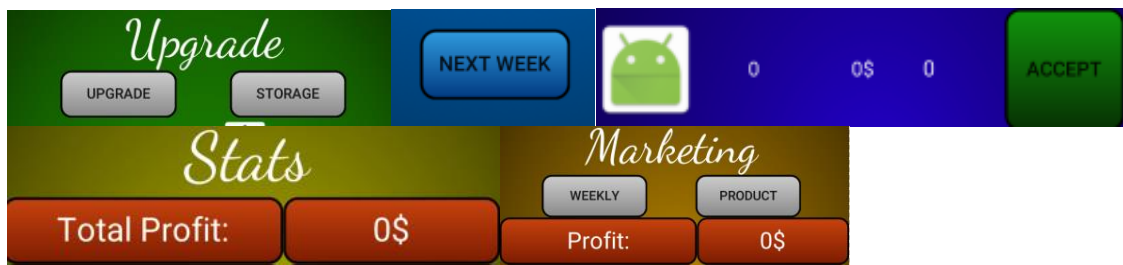 Upgrade
UPGRADE STORAGE
NEXT WEEK
0 0$ 0 ACCEPT
Stats
Total Profit: 0$
Marketing
WEEKLY PRODUCT
Profit: 0$